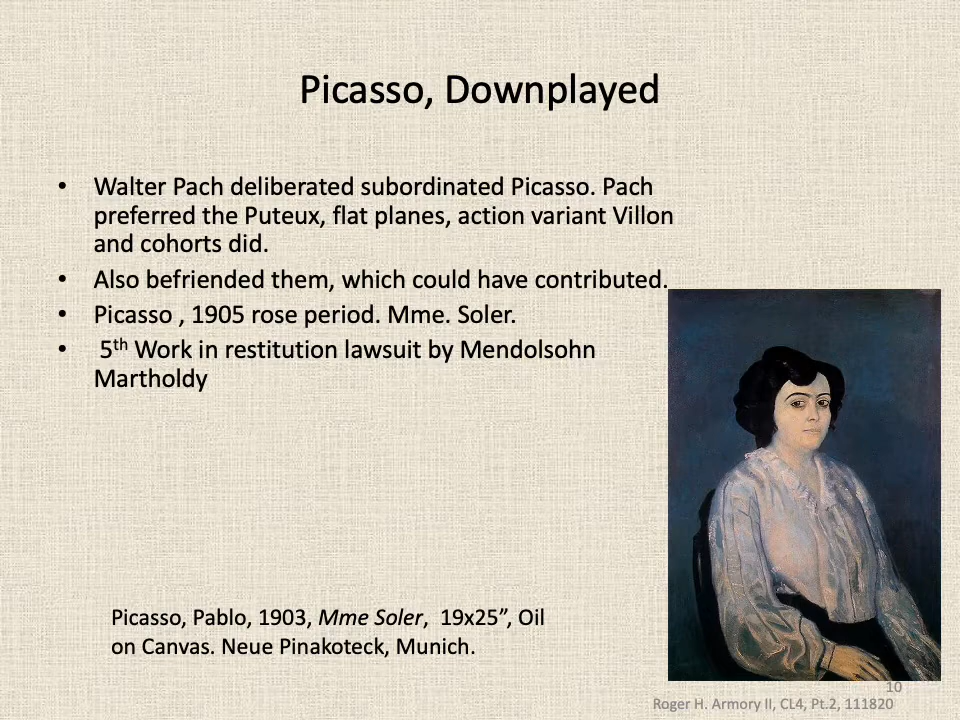 Picasso, Downplayed
• Walter Pach deliberated subordinated Picasso. Pach
preferred the Puteux, flat planes, action variant Villon
and cohorts did.
• Also befriended them, which could have contributed.
• Picasso , 1905 rose period. Mme. Soler.
• 5th Work in restitution lawsuit by Mendolsohn
Martholdy
Picasso, Pablo, 1903, Mme Soler, 19x25”, Oil
on Canvas. Neue Pinakoteck, Munich.
10
Roger H. Armory II, CL4, Pt.2, 111820